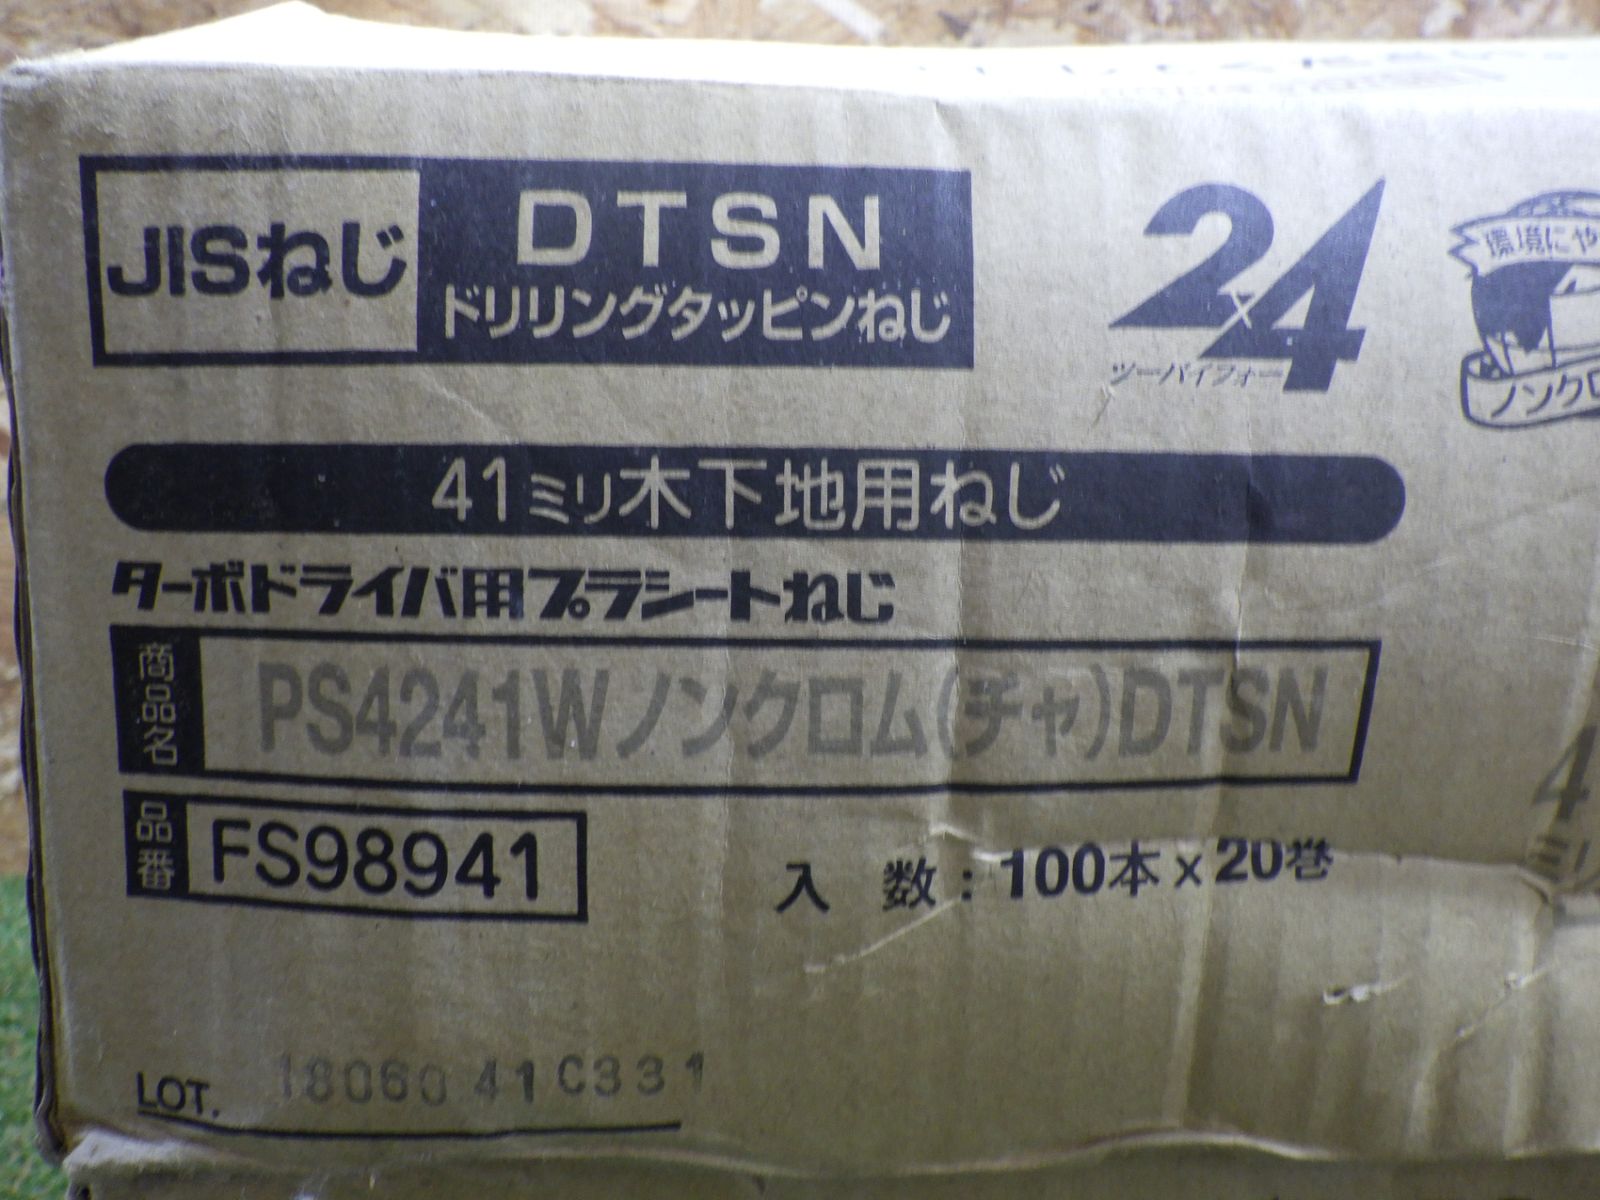 JISねじ
DTSN
ドリリングタッピンねじ
2×4
ツーバイフォー
環境にや
ノンクロ
41ミリ木下地用ねじ
ターボドライバ用プラシートねじ
商品名
PS4241Wノンクロム(チャ)DTSN
品番
FS98941
入 数:100本×20巻
4
ミリ
LOT. 18060 41C331